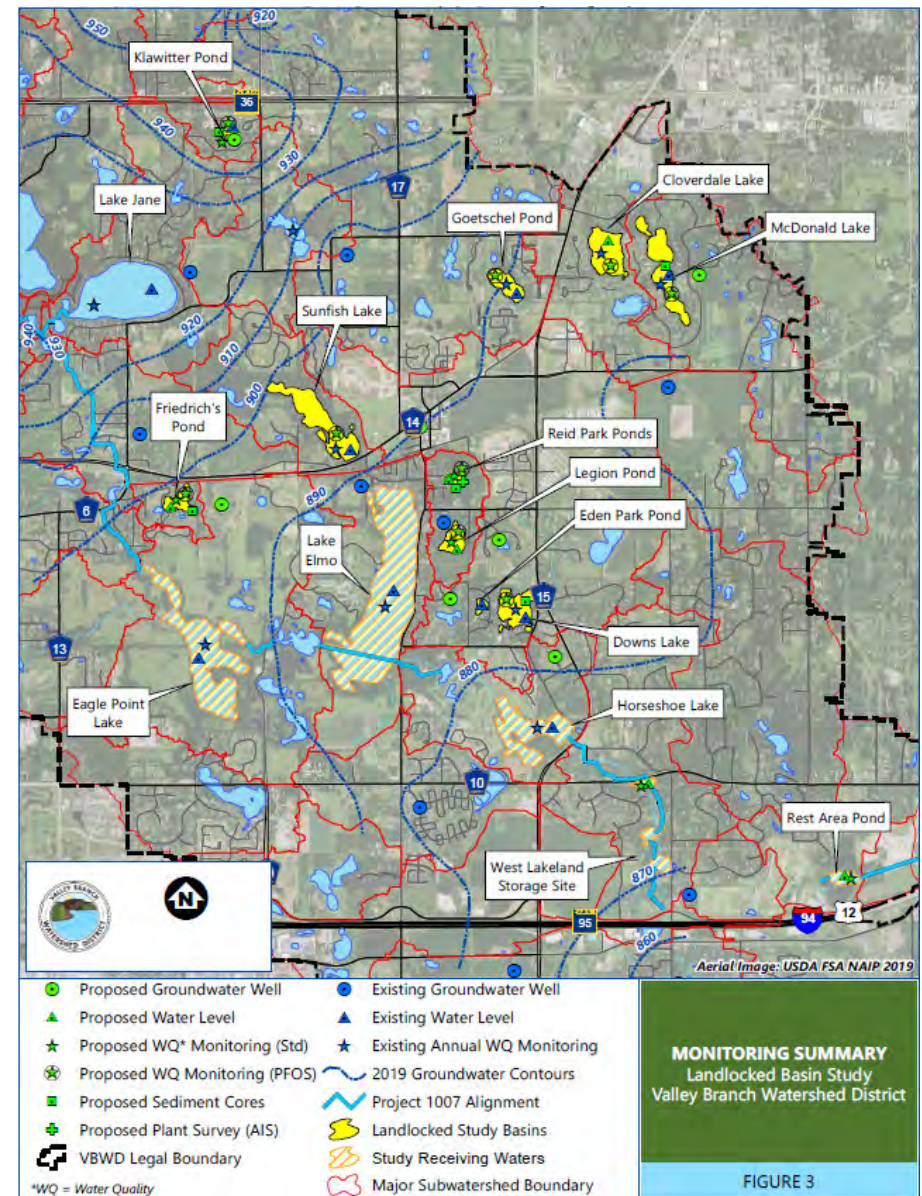 920
950
Klawitter Pond
36
940
930
Cloverdale Lake
17
Lake Jane
Goetschel Pond
McDonald Lake
Sunfish Lake
940
930
920
910
900
Friedrich's
Pond
14
Reid Park Ponds
Legion Pond
6
890
Eden Park Pond
Lake
Elmo
15
13
Downs Lake
880
Eagle Point
Lake
Horseshoe Lake
10
Rest Area Pond
West Lakeland
Storage Site
870
VALLEY BRANCH
WATERSHED DISTRICT
N
95
94
12
860
Aerial Image: USDA FSA NAIP 2019
Proposed Groundwater Well
Proposed Water Level
Proposed WQ* Monitoring (Std)
Proposed WQ Monitoring (PFOS)
Proposed Sediment Cores
Proposed Plant Survey (AIS)
VBWD Legal Boundary
*WQ = Water Quality
Existing Groundwater Well
Existing Water Level
Existing Annual WQ Monitoring
2019 Groundwater Contours
Project 1007 Alignment
Landlocked Study Basins
Study Receiving Waters
Major Subwatershed Boundary
MONITORING SUMMARY
Landlocked Basin Study
Valley Branch Watershed District
FIGURE 3